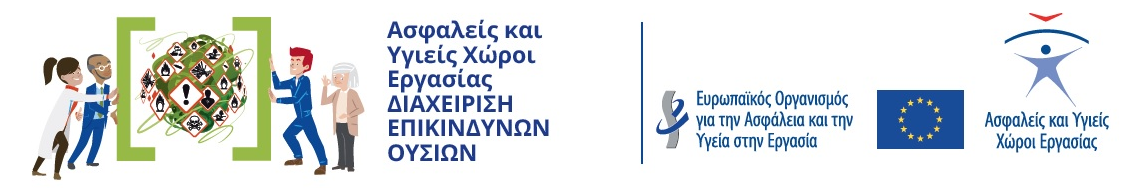 Ασφαλείς και
Υγιείς Χώροι
Εργασίας
ΔΙΑΧΕΙΡΙΣΗ
ΕΠΙΚΙΝΔΥΝΩΝ
ΟΥΣΙΩΝ
Ευρωπαϊκός Οργανισμός
για την Ασφάλεια και την
Υγεία στην Εργασία
Ασφαλείς και Υγιείς
Χώροι Εργασίας